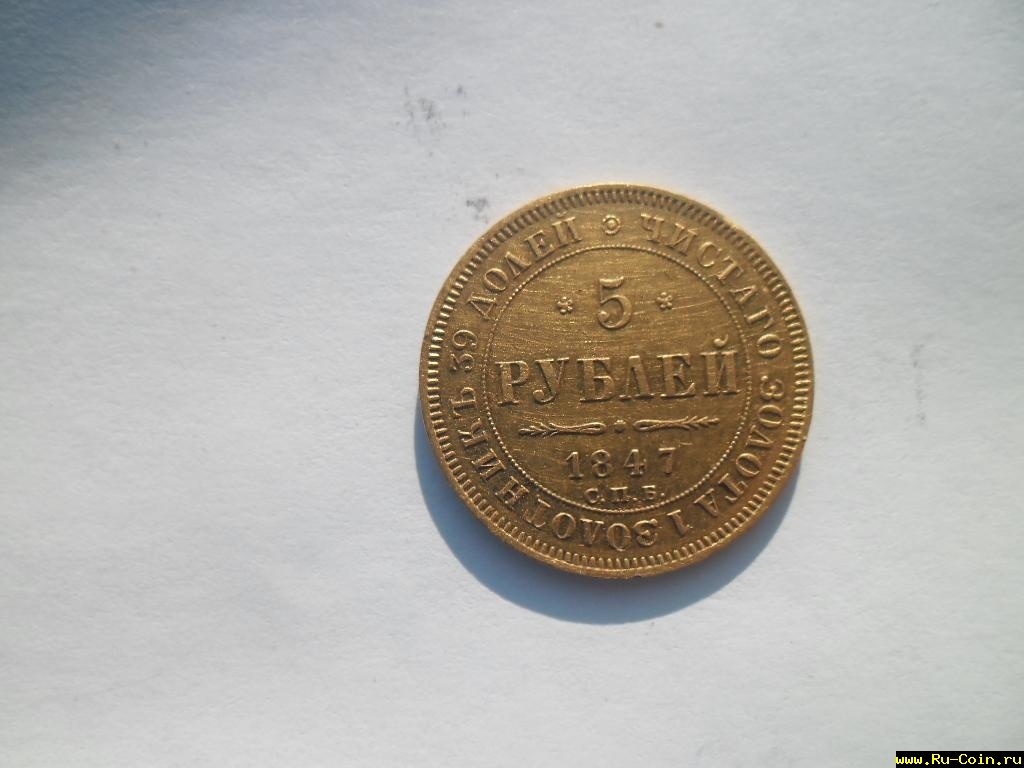 ЧИСТАГО ЗОЛОТА 1 ЗОЛОТНИКЪ 39 ДОЛЕЙ
5
РУБЛЕЙ
1847
С.П.Б.
www.Ru-Coin.ru